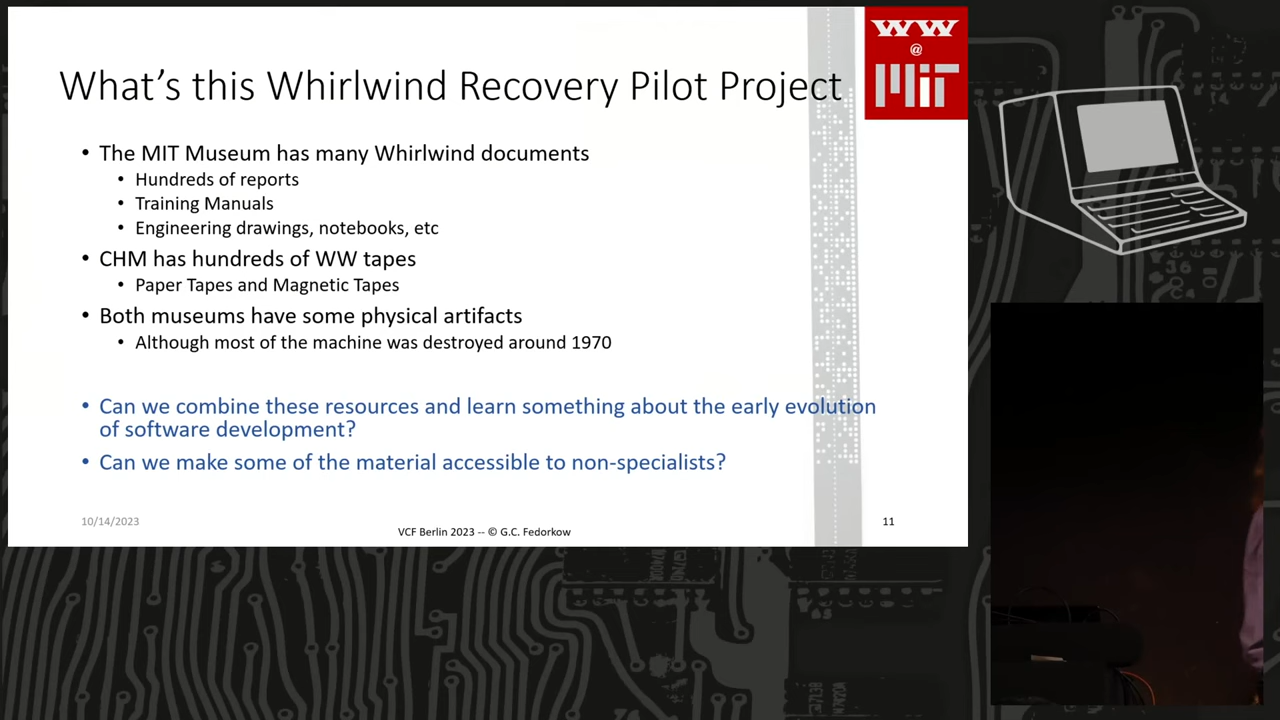 WW
@
MIT
What's this Whirlwind Recovery Pilot Project
• The MIT Museum has many Whirlwind documents
• Hundreds of reports
• Training Manuals
• Engineering drawings, notebooks, etc
• CHM has hundreds of WW tapes
• Paper Tapes and Magnetic Tapes
• Both museums have some physical artifacts
• Although most of the machine was destroyed around 1970
• Can we combine these resources and learn something about the early evolution
of software development?
• Can we make some of the material accessible to non-specialists?
10/14/2023
VCF Berlin 2023 -- © G.C. Fedorkow
11